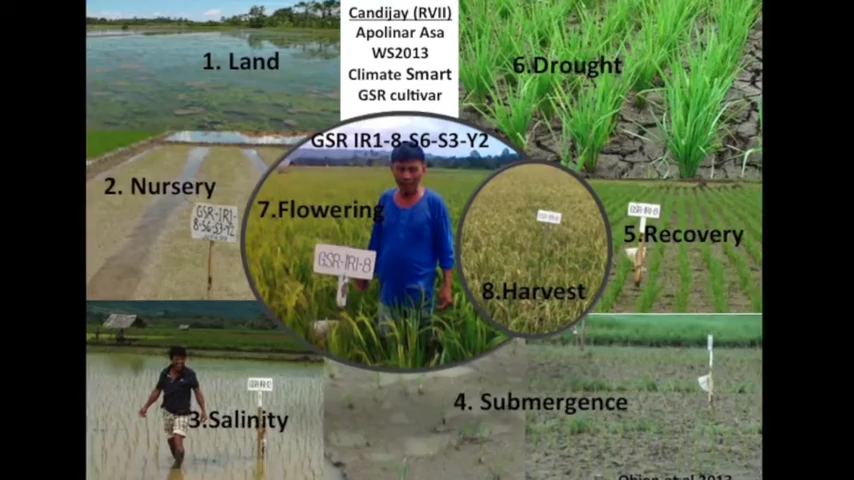 Candijay (RVII)
Apolinar Asa
WS2013
Climate Smart
GSR cultivar
1. Land
6.Drought
GSR IR1-8-S6-S3-Y2
2. Nursery
GSR-IR1-
8-S6-S3-Y2
7.Flowering
GSR-IR1-8
8.Harvest
5.Recovery
3.Salinity
4. Submergence